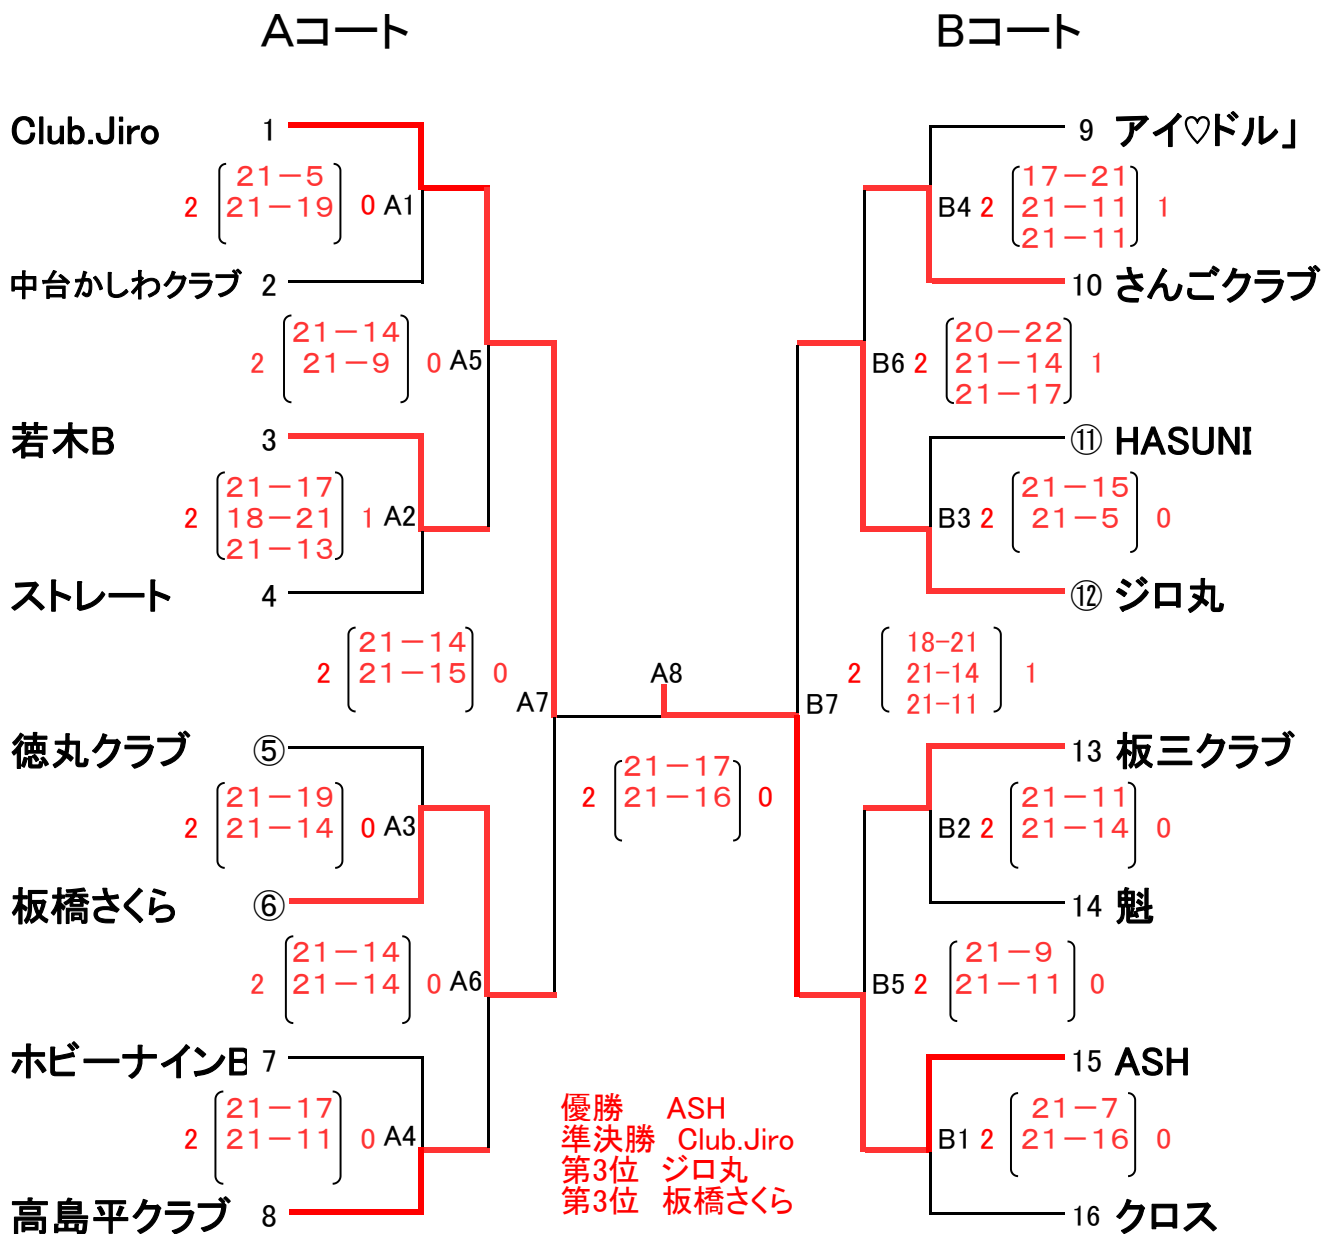 Aコート Bコート
Club.Jiro 1 9 アイ♡ドル」
21－5 17－21
2 21－19 0 A1 B4 2 21－11 1
21－11
中台かしわクラブ 2 10 さんごクラブ
21－14 20－22
2 21－9 0 A5 B6 2 21－14 1
21－17
若木B 3 ⑪ HASUNI
21－17 21－15
2 18－21 1 A2 B3 2 21－5 0
21－13
ストレート 4 ⑫ ジロ丸
21－14 18-21
2 21－15 0 A8 2 21-14 1
A7 B7 21-11
徳丸クラブ ⑤ 13 板三クラブ
21－17
21－19 2 21－16 0 21－11
2 21－14 0 A3 B2 2 21－14 0
板橋さくら ⑥ 14 魁
21－14 21－9
2 21－14 0 A6 B5 2 21－11 0
ホビーナインB 7 15 ASH
21－17 優勝 ASH 21－7
2 21－11 0 A4 準決勝 Club.Jiro B1 2 21－16 0
第3位 ジロ丸
第3位 板橋さくら
高島平クラブ 8 16 クロス